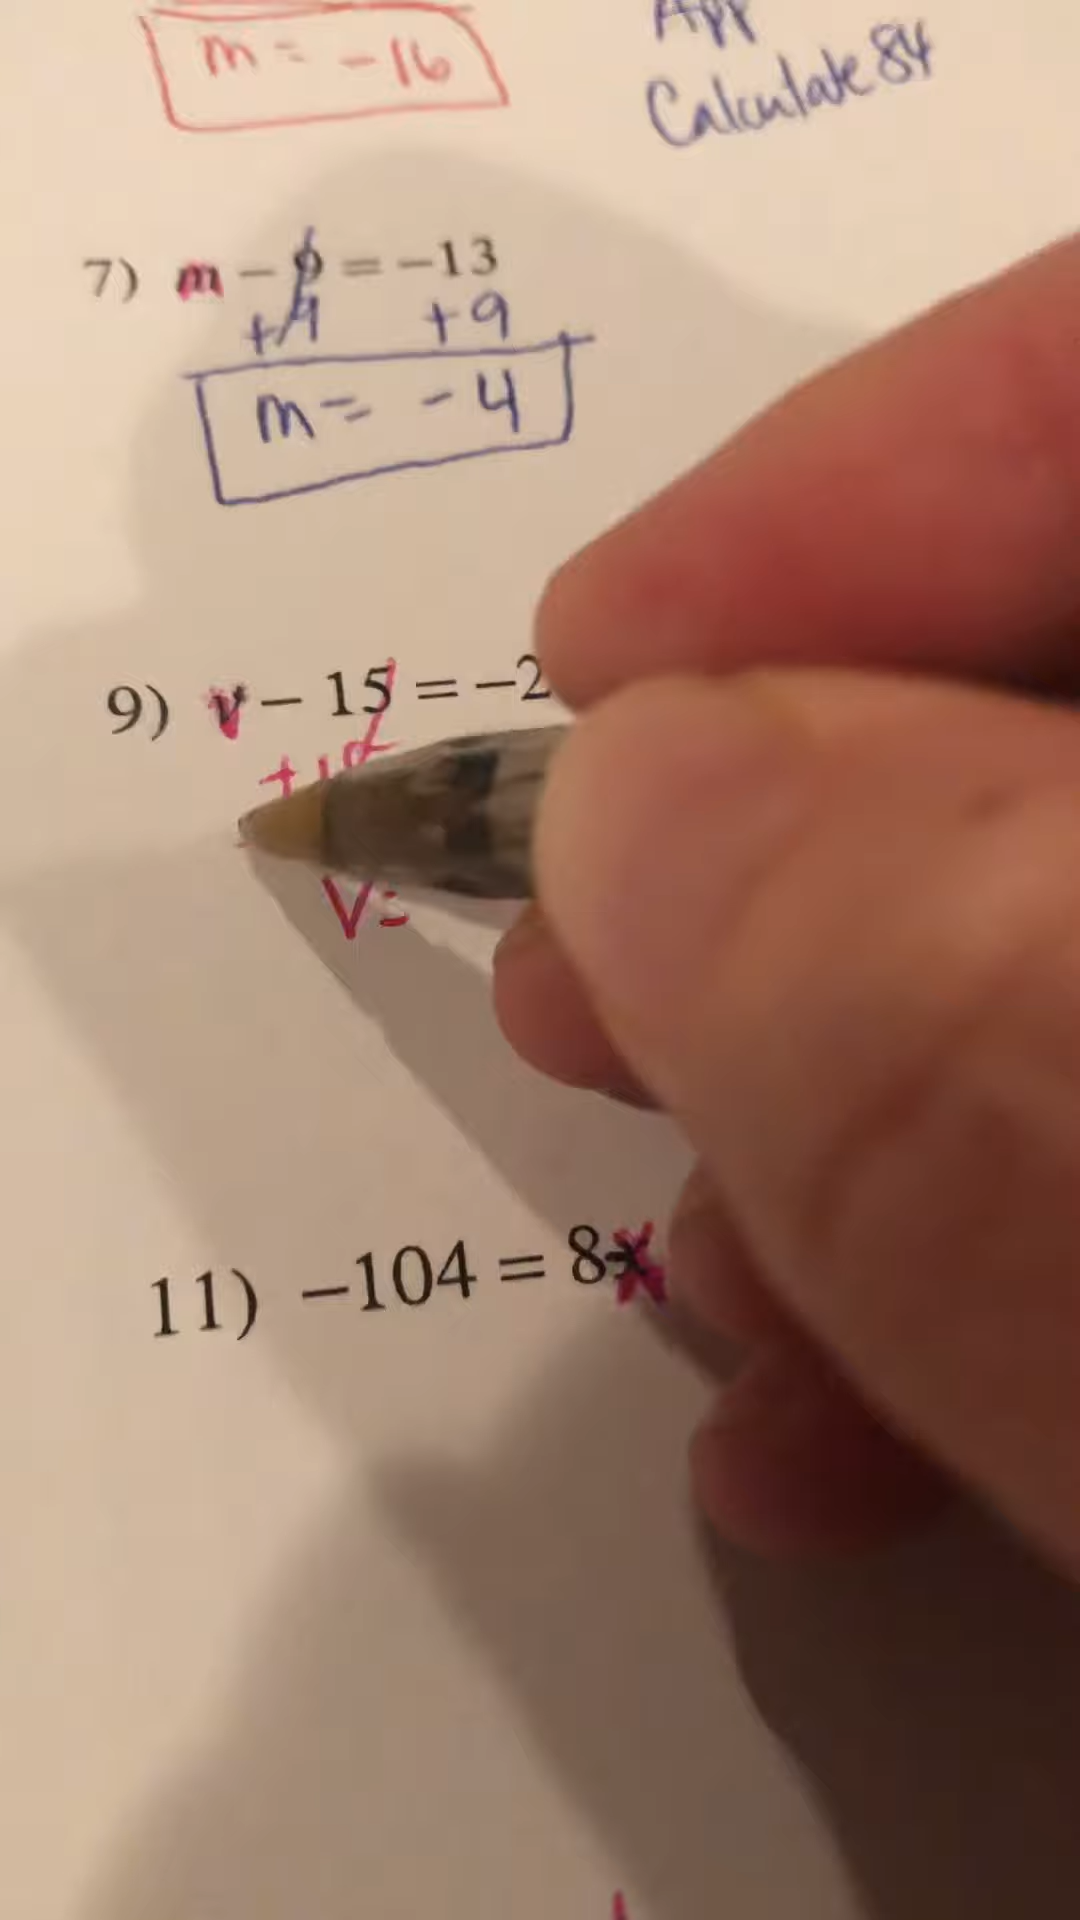 m = -16
App
Calculate 84
7) m - 9 = -13
+9 +9
m = -4
9) v - 15 = -2
V=
11) -104 = 8x